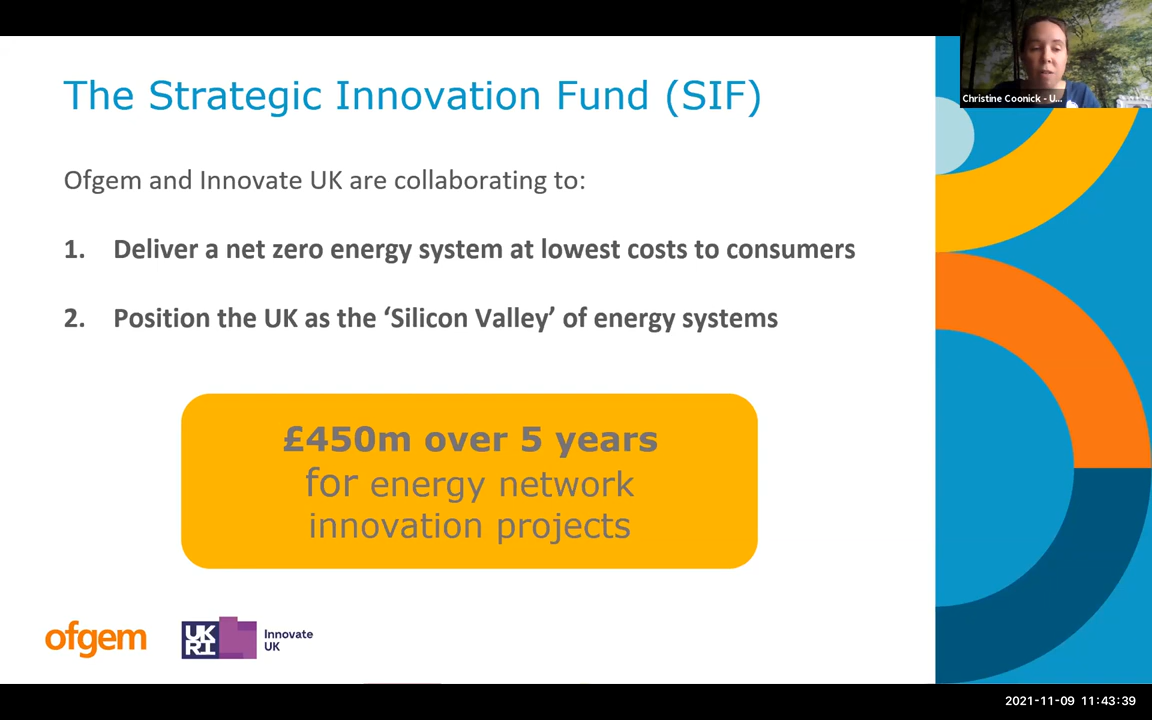 The Strategic Innovation Fund (SIF)
Christine Coonick - U...
Ofgem and Innovate UK are collaborating to:
1. Deliver a net zero energy system at lowest costs to consumers
2. Position the UK as the ‘Silicon Valley’ of energy systems
£450m over 5 years
for energy network
innovation projects
ofgem
UK
RI
Innovate
UK
2021-11-09 11:43:39